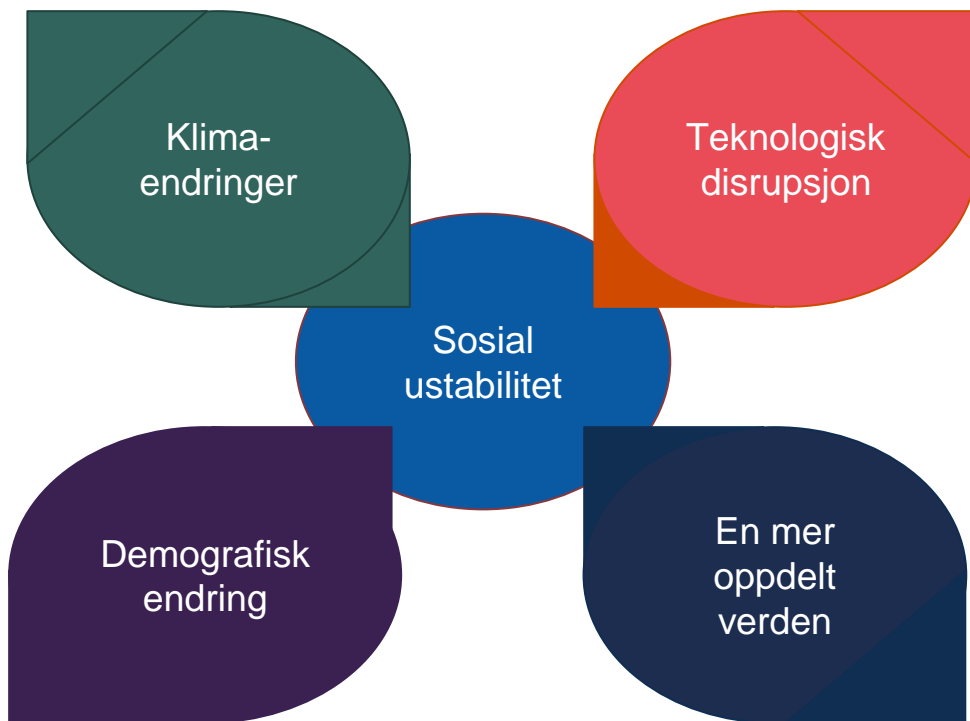 Klima-
endringer
Teknologisk
disrupsjon
Sosial
ustabilitet
Demografisk
endring
En mer
oppdelt
verden